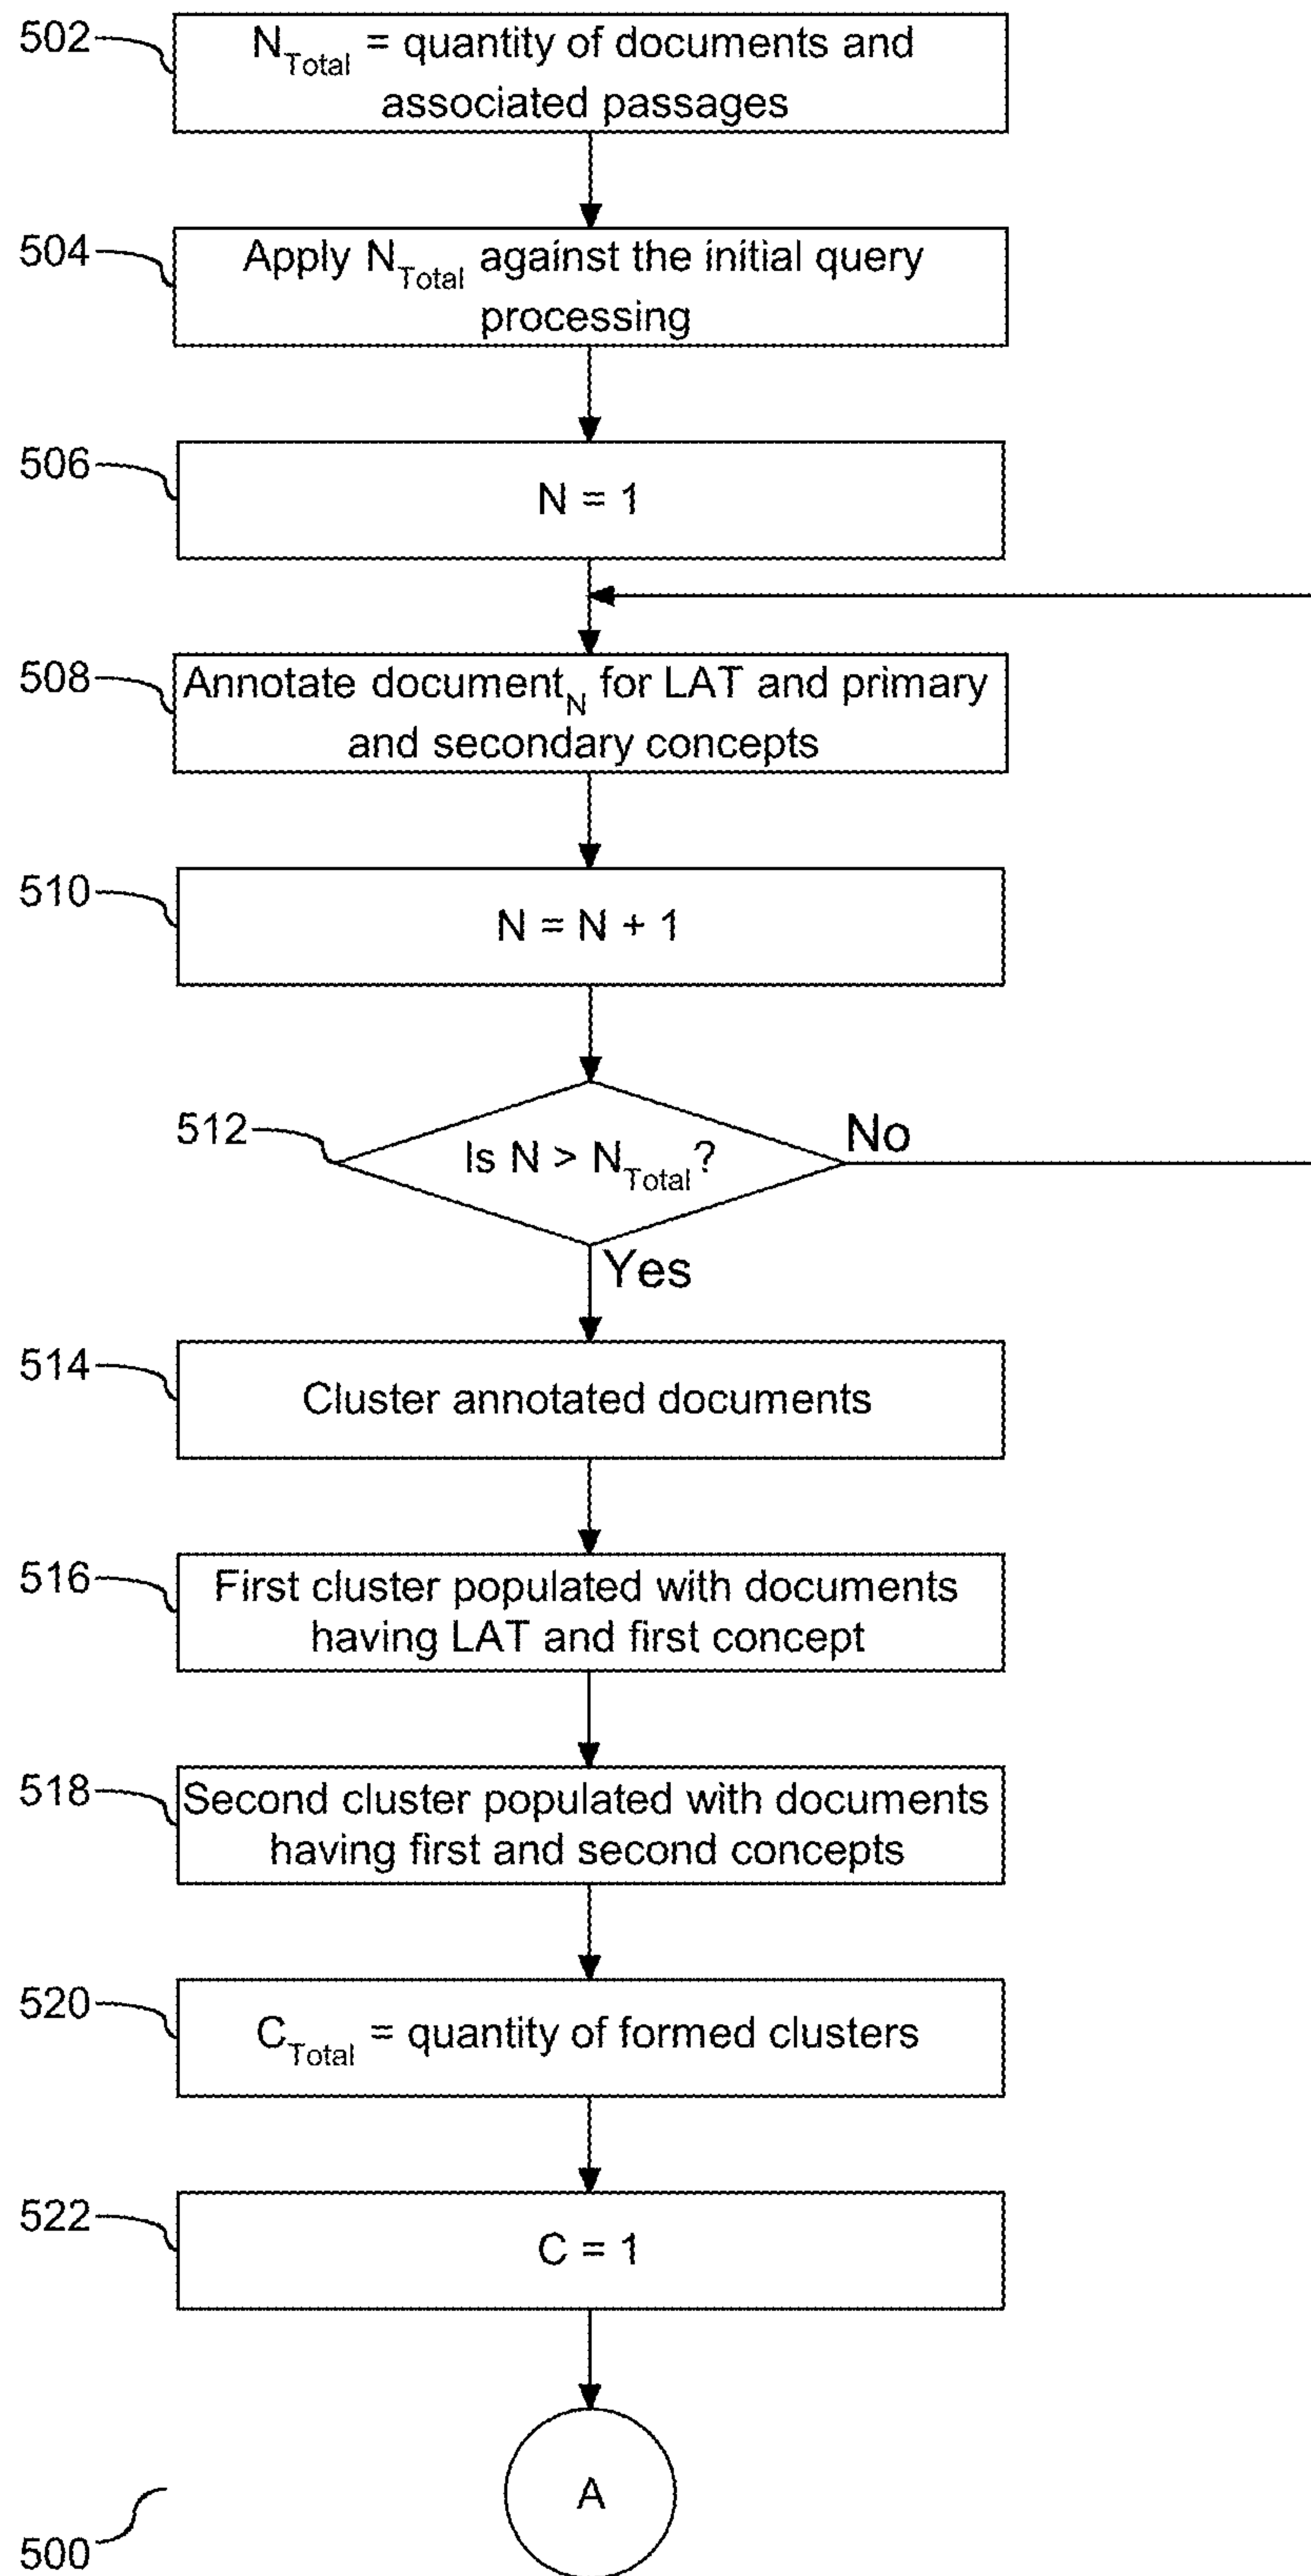 502
N_Total = quantity of documents and
associated passages
504
Apply N_Total against the initial query
processing
506
N = 1
508
Annotate document_N for LAT and primary
and secondary concepts
510
N = N + 1
512
Is N > N_Total?
No
Yes
514
Cluster annotated documents
516
First cluster populated with documents
having LAT and first concept
518
Second cluster populated with documents
having first and second concepts
520
C_Total = quantity of formed clusters
522
C = 1
A
500